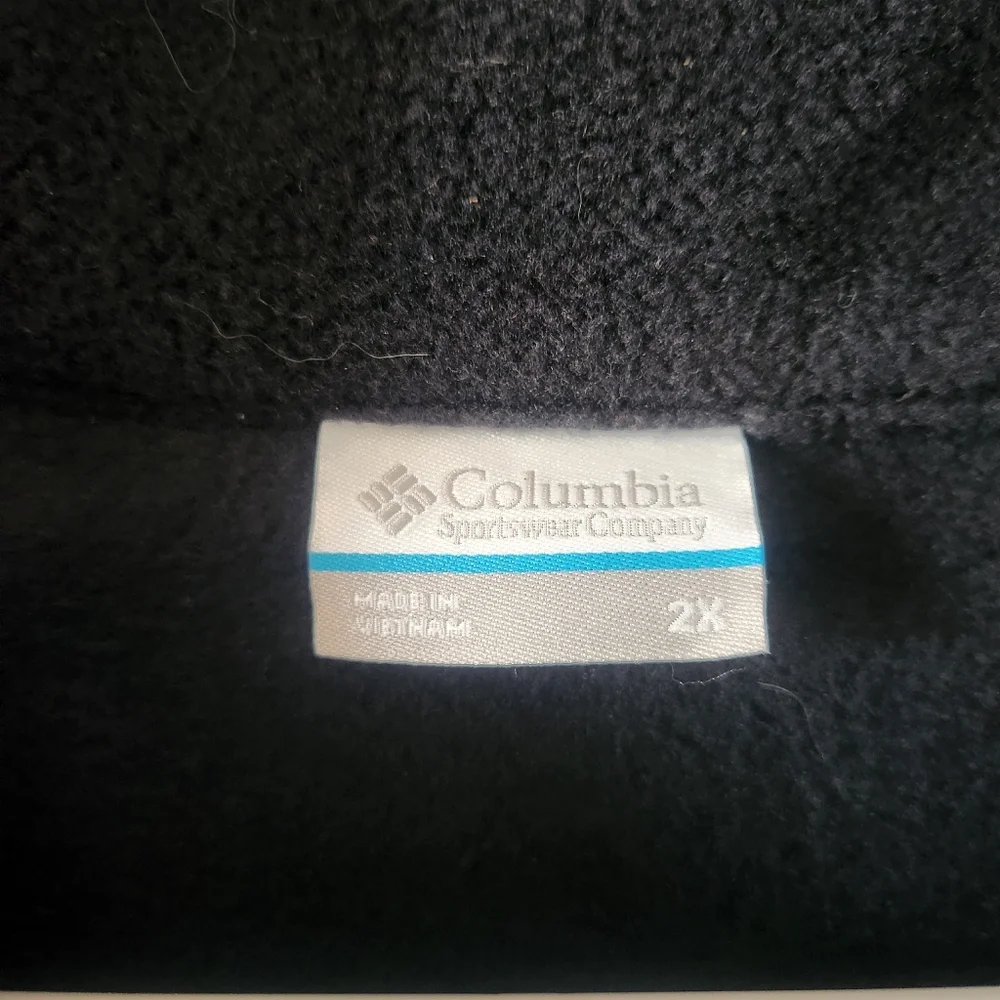 Columbia
Sportswear Company
MADE IN
VIETNAM
2X